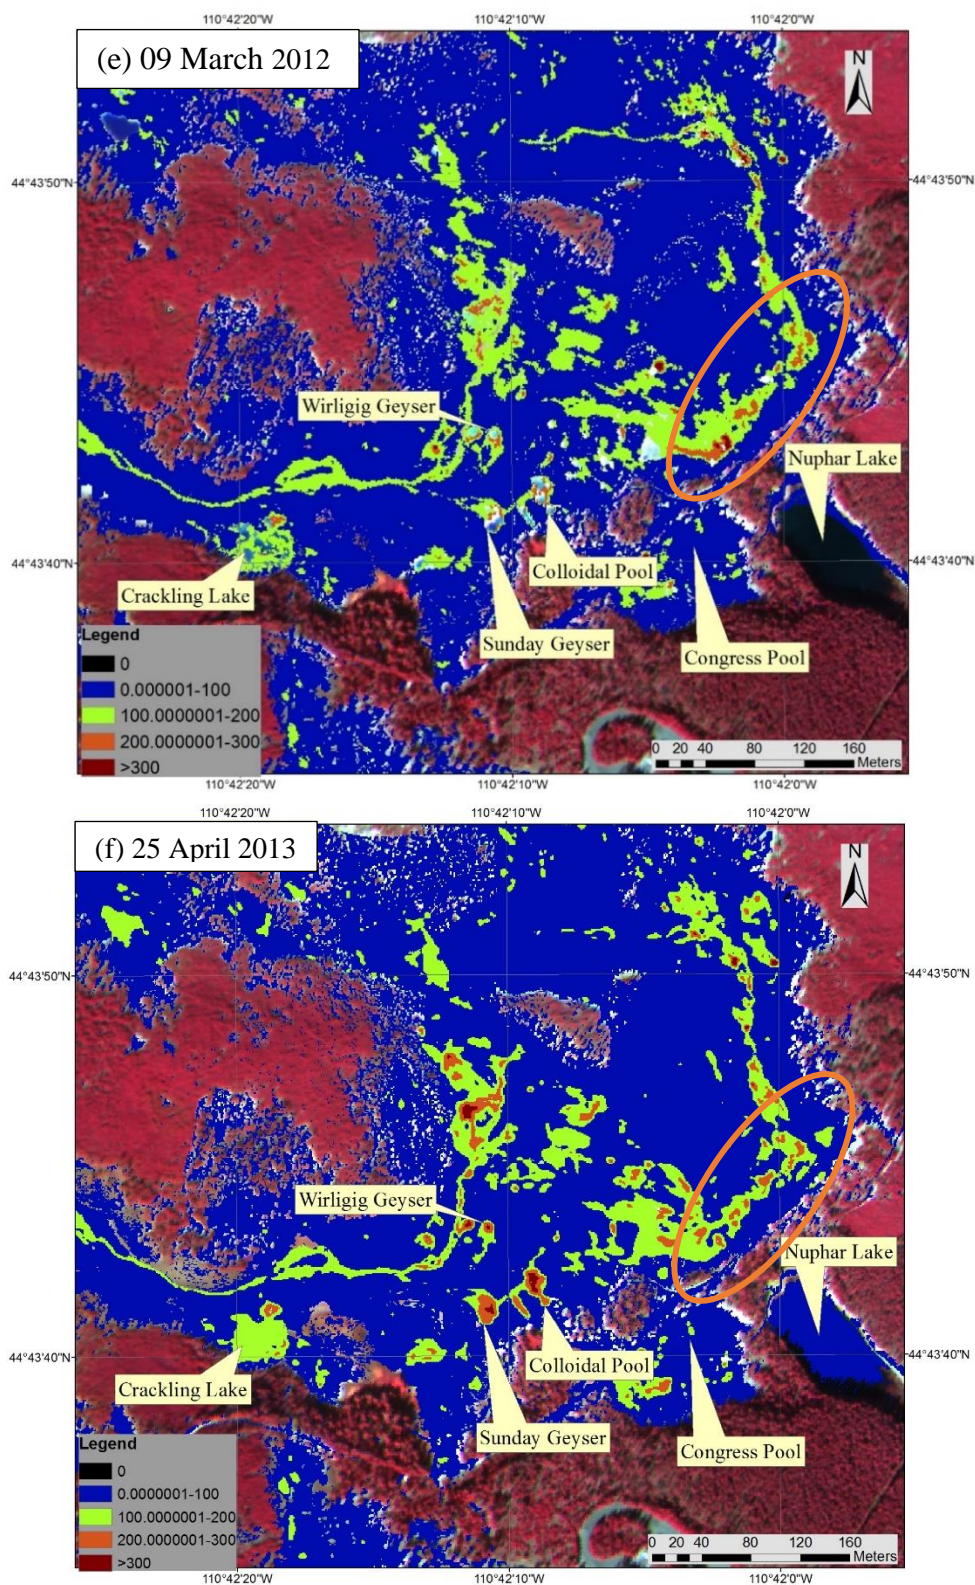 110°42'20"W 110°42'10"W 110°42'0"W
(e) 09 March 2012
N
44°43'50"N 44°43'50"N
Wirligig Geyser
Nuphar Lake
44°43'40"N 44°43'40"N
Colloidal Pool
Crackling Lake
Sunday Geyser
Congress Pool
Legend
0
0.000001-100
100.0000001-200
200.0000001-300
>300
0 20 40 80 120 160
Meters
110°42'20"W 110°42'10"W 110°42'0"W
110°42'20"W 110°42'10"W 110°42'0"W
(f) 25 April 2013
N
44°43'50"N 44°43'50"N
Wirligig Geyser
Nuphar Lake
44°43'40"N 44°43'40"N
Colloidal Pool
Crackling Lake
Sunday Geyser
Congress Pool
Legend
0
0.0000001-100
100.0000001-200
200.0000001-300
>300
0 20 40 80 120 160
Meters
110°42'20"W 110°42'10"W 110°42'0"W